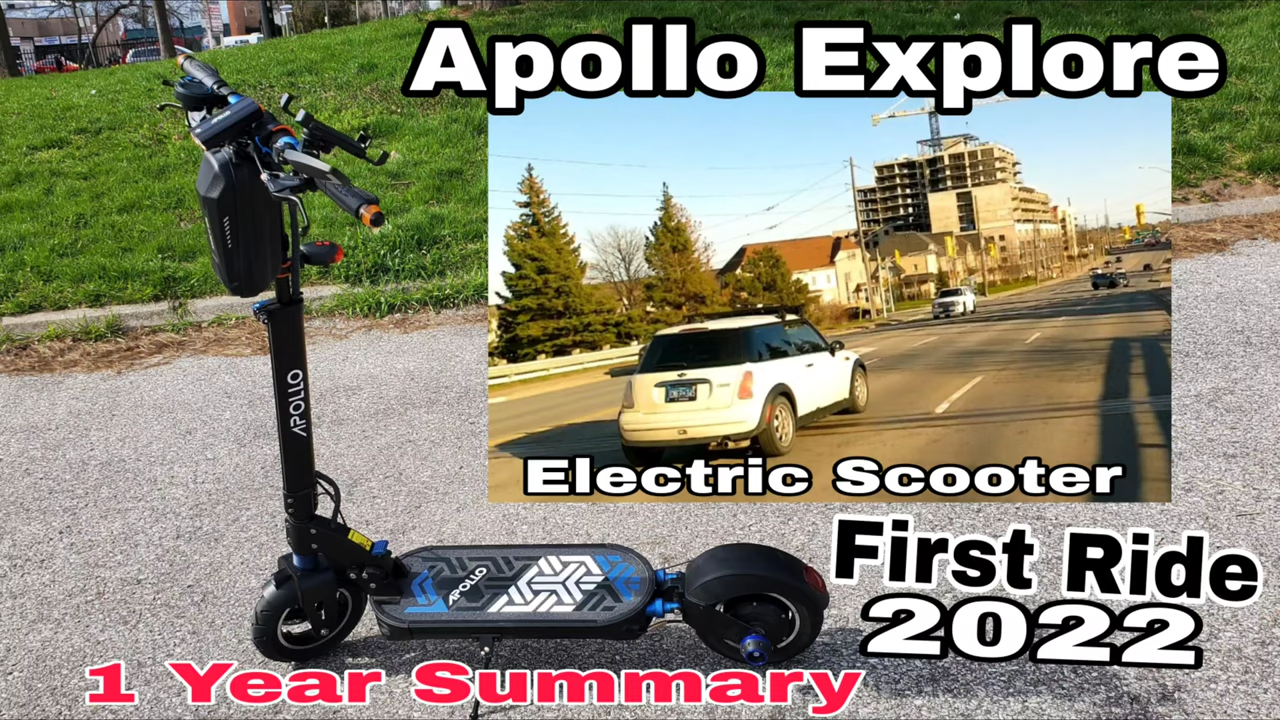 Apollo Explore
Electric Scooter
First Ride
2022
1 Year Summary
APOLLO
APOLLO